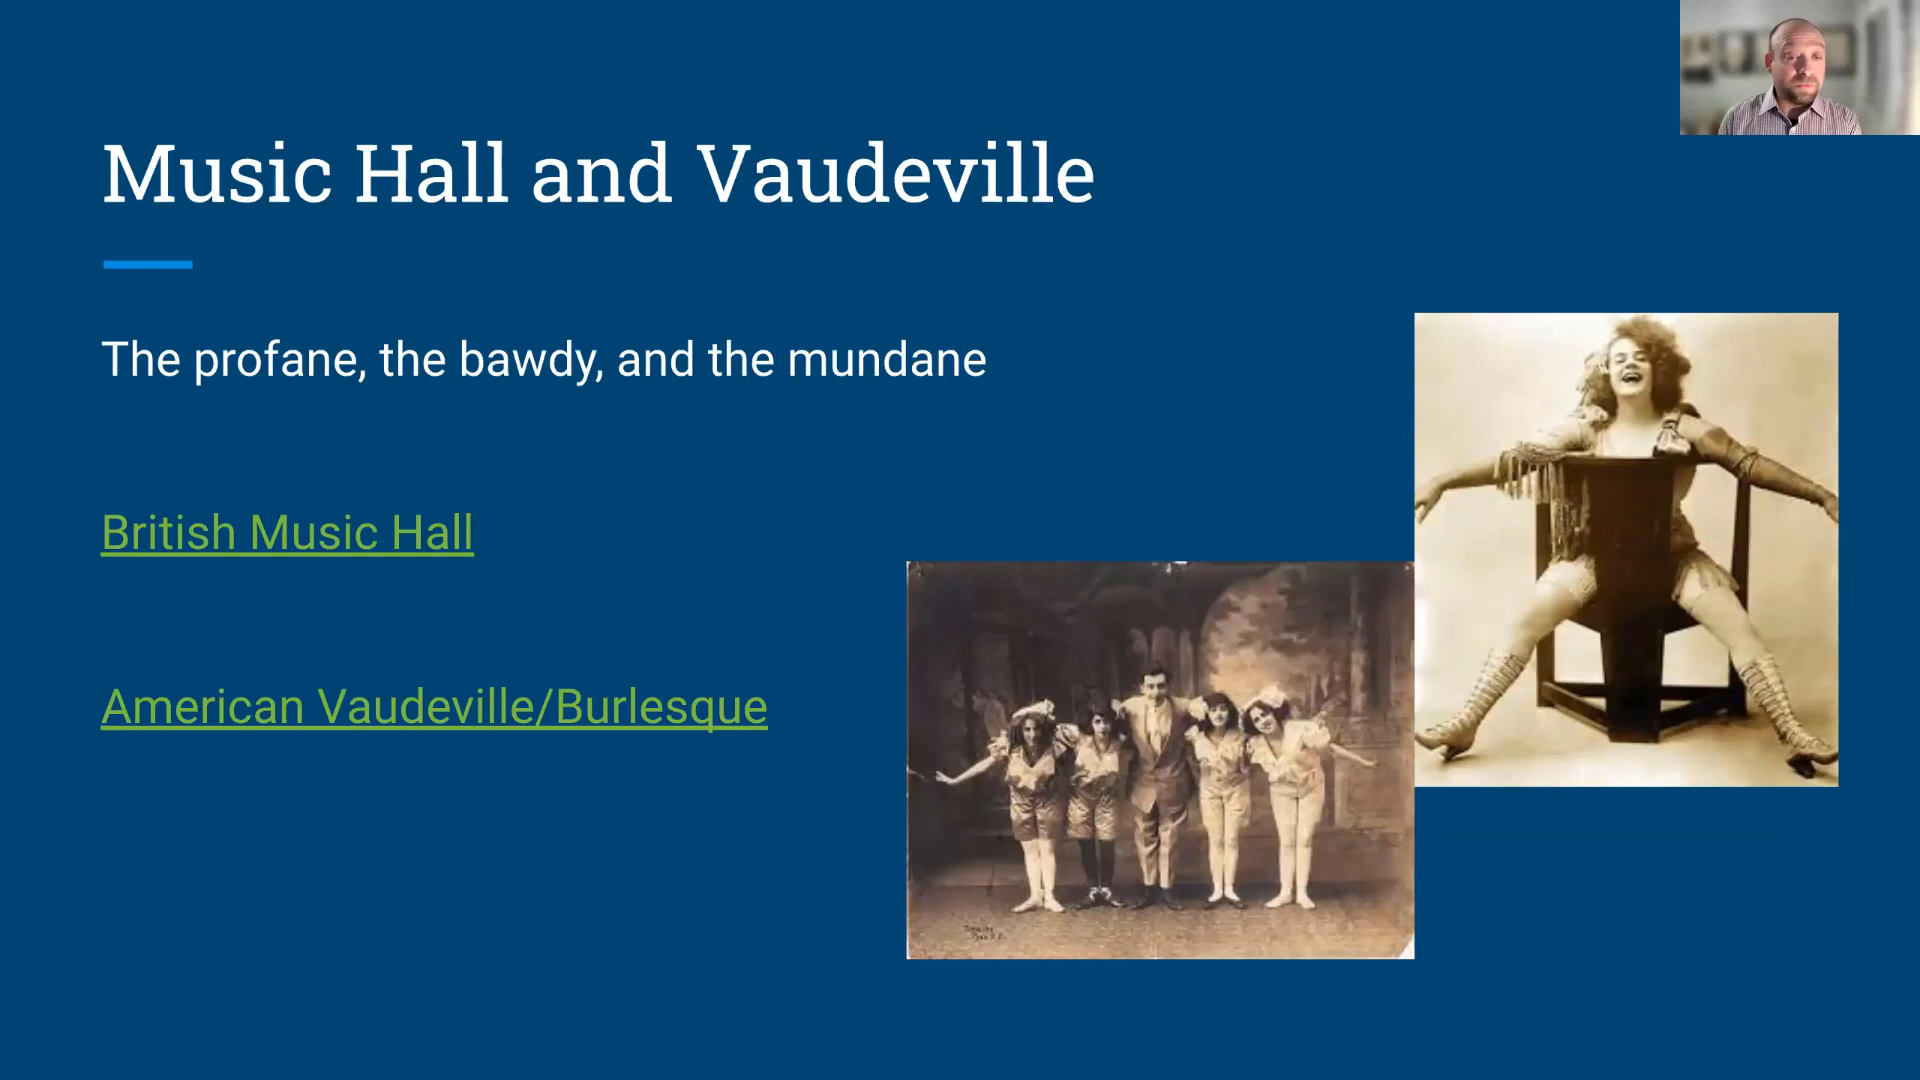 Music Hall and Vaudeville
The profane, the bawdy, and the mundane
British Music Hall
American Vaudeville/Burlesque